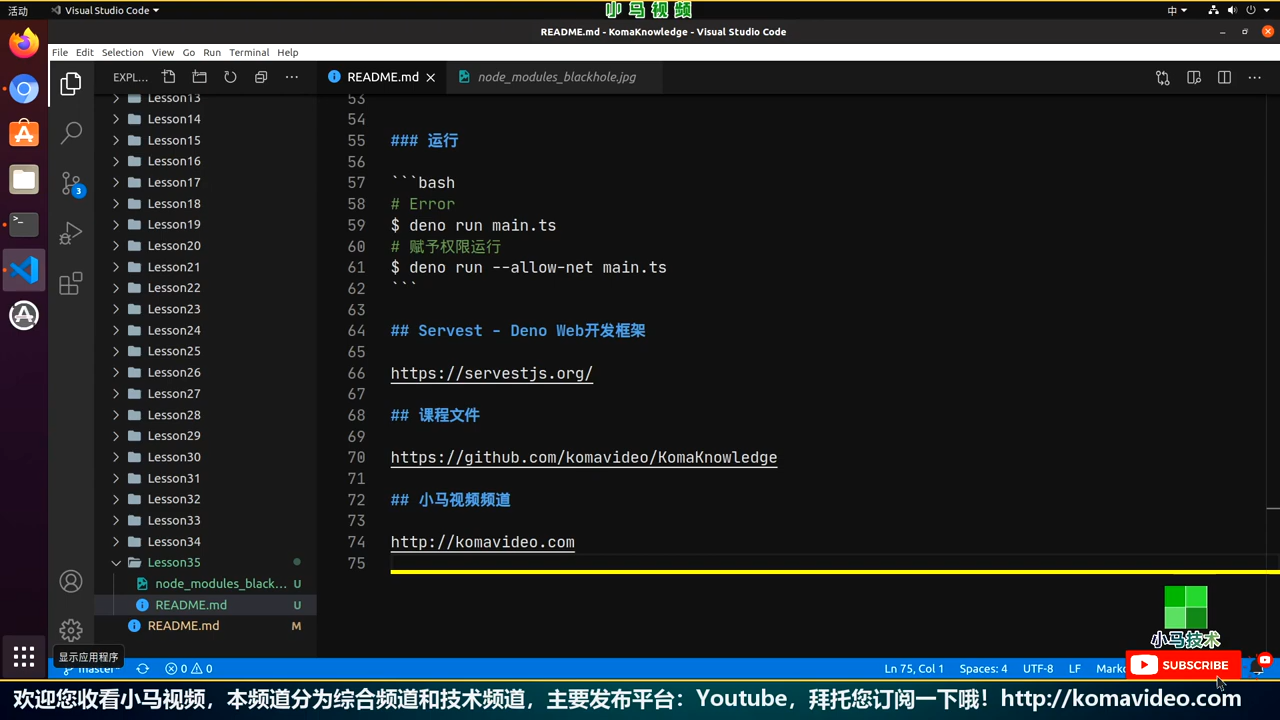 活动
Visual Studio Code
小马视频
中
README.md - KomaKnowledge - Visual Studio Code
File Edit Selection View Go Run Terminal Help
EXPL... ···
README.md
node_modules_blackhole.jpg
Lesson13
Lesson14
Lesson15
Lesson16
Lesson17
Lesson18
Lesson19
Lesson20
Lesson21
Lesson22
Lesson23
Lesson24
Lesson25
Lesson26
Lesson27
Lesson28
Lesson29
Lesson30
Lesson31
Lesson32
Lesson33
Lesson34
Lesson35
node_modules_black... U
README.md U
README.md M
3
53
54
55 ### 运行
56
57 ```bash
58 # Error
59 $ deno run main.ts
60 # 赋予权限运行
61 $ deno run --allow-net main.ts
62 ```
63
64 ## Servest - Deno Web开发框架
65
66 https://servestjs.org/
67
68 ## 课程文件
69
70 https://github.com/komavideo/KomaKnowledge
71
72 ## 小马视频频道
73
74 http://komavideo.com
75
小马技术
SUBSCRIBE
显示应用程序
master* 0 0 Ln 75, Col 1 Spaces: 4 UTF-8 LF Marko
欢迎您收看小马视频，本频道分为综合频道和技术频道，主要发布平台：Youtube，拜托您订阅一下哦！http://komavideo.com